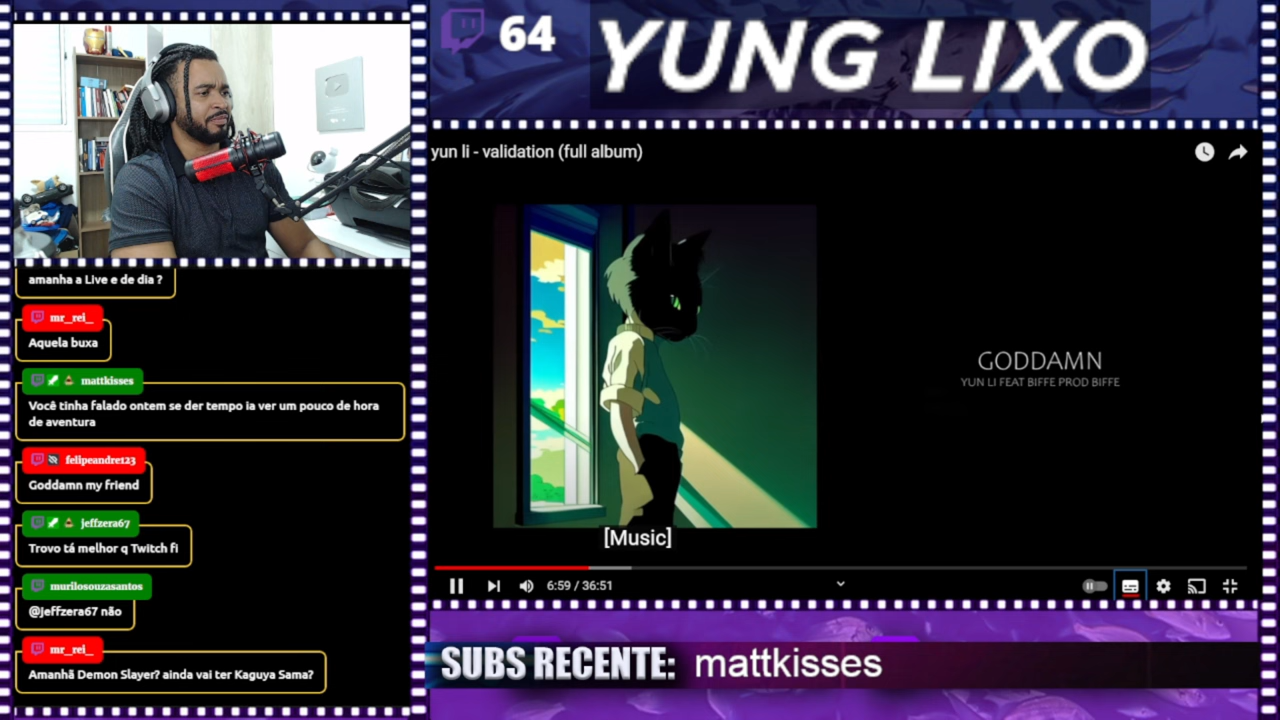 64
YUNG LIXO
yun li - validation (full album)
amanha a Live e de dia ?
mr_rei_
Aquela buxa
mattkisses
Você tinha falado ontem se der tempo ia ver um pouco de hora
de aventura
felipeandre123
Goddamn my friend
jeffzera67
Trovo tá melhor q Twitch fi
murilosouzasantos
@jeffzera67 não
mr_rei_
Amanhã Demon Slayer? ainda vai ter Kaguya Sama?
GODDAMN
YUN LI FEAT BIFFE PROD BIFFE
[Music]
6:59 / 36:51
SUBS RECENTE: mattkisses